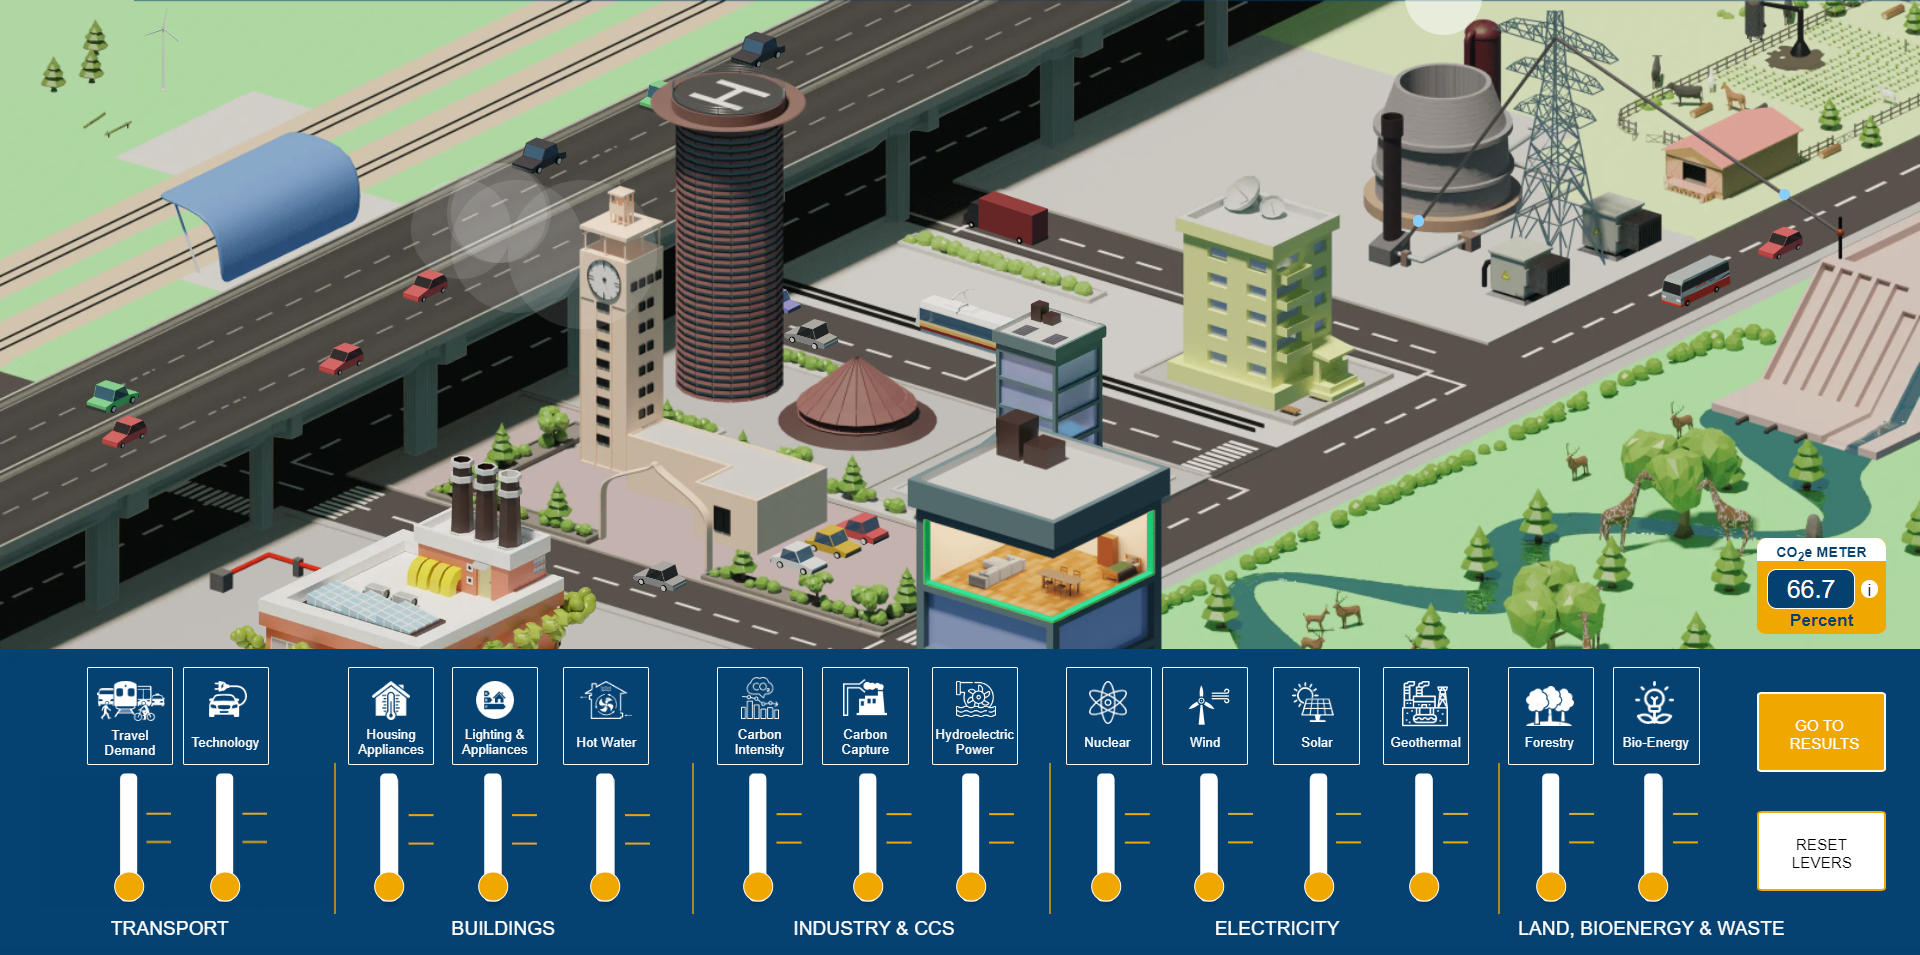 H
CO2e METER
66.7
i
Percent
Travel
Demand
Technology
Housing
Appliances
Lighting &
Appliances
Hot Water
CO2
Carbon
Intensity
Carbon
Capture
Hydroelectric
Power
Nuclear
Wind
Solar
Geothermal
Forestry
Bio-Energy
GO TO
RESULTS
RESET
LEVERS
TRANSPORT
BUILDINGS
INDUSTRY & CCS
ELECTRICITY
LAND, BIOENERGY & WASTE